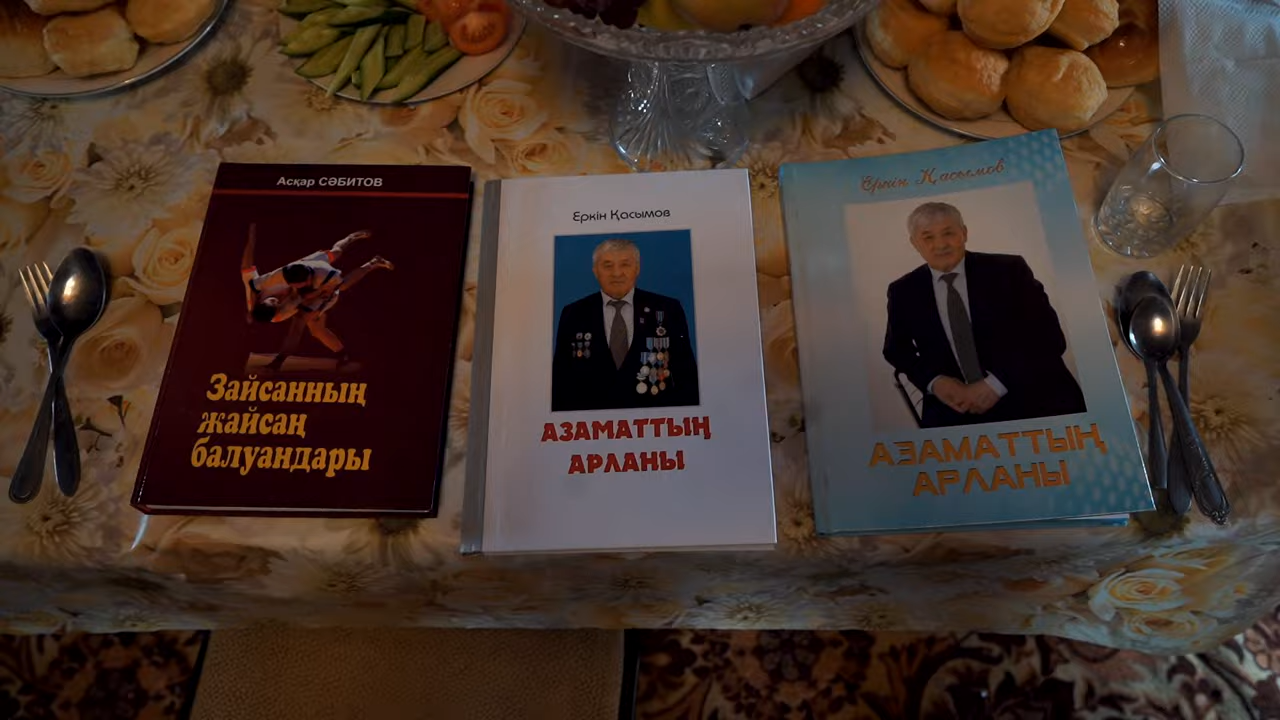 Асқар СӘБИТОВ
Зайсанның
жайсаң
балуандары
Еркін Қасымов
АЗАМАТТЫҢ
АРЛАНЫ
Еркін Қасымов
АЗАМАТТЫҢ
АРЛАНЫ